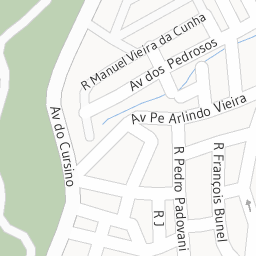 R Manuel Vieira da Cunha
Av dos Pedrosos
Av Pe Arlindo Vieira
Av do Cursino
R Pedro Padovani
R François Bunel
R J